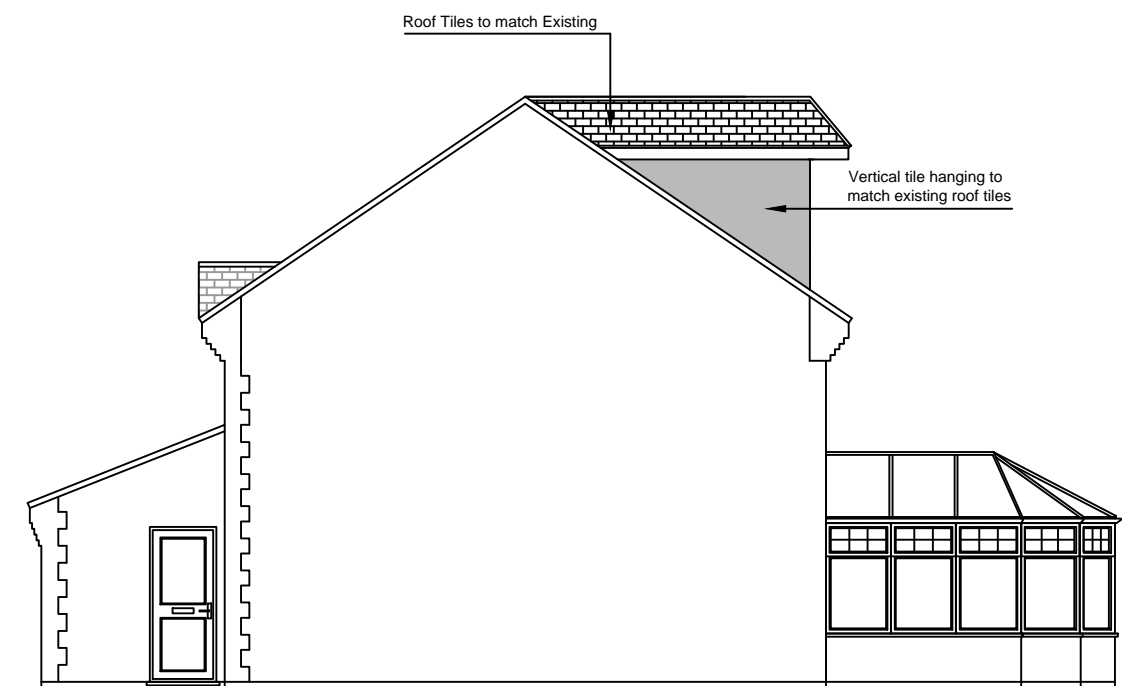 Roof Tiles to match Existing
Vertical tile hanging to
match existing roof tiles